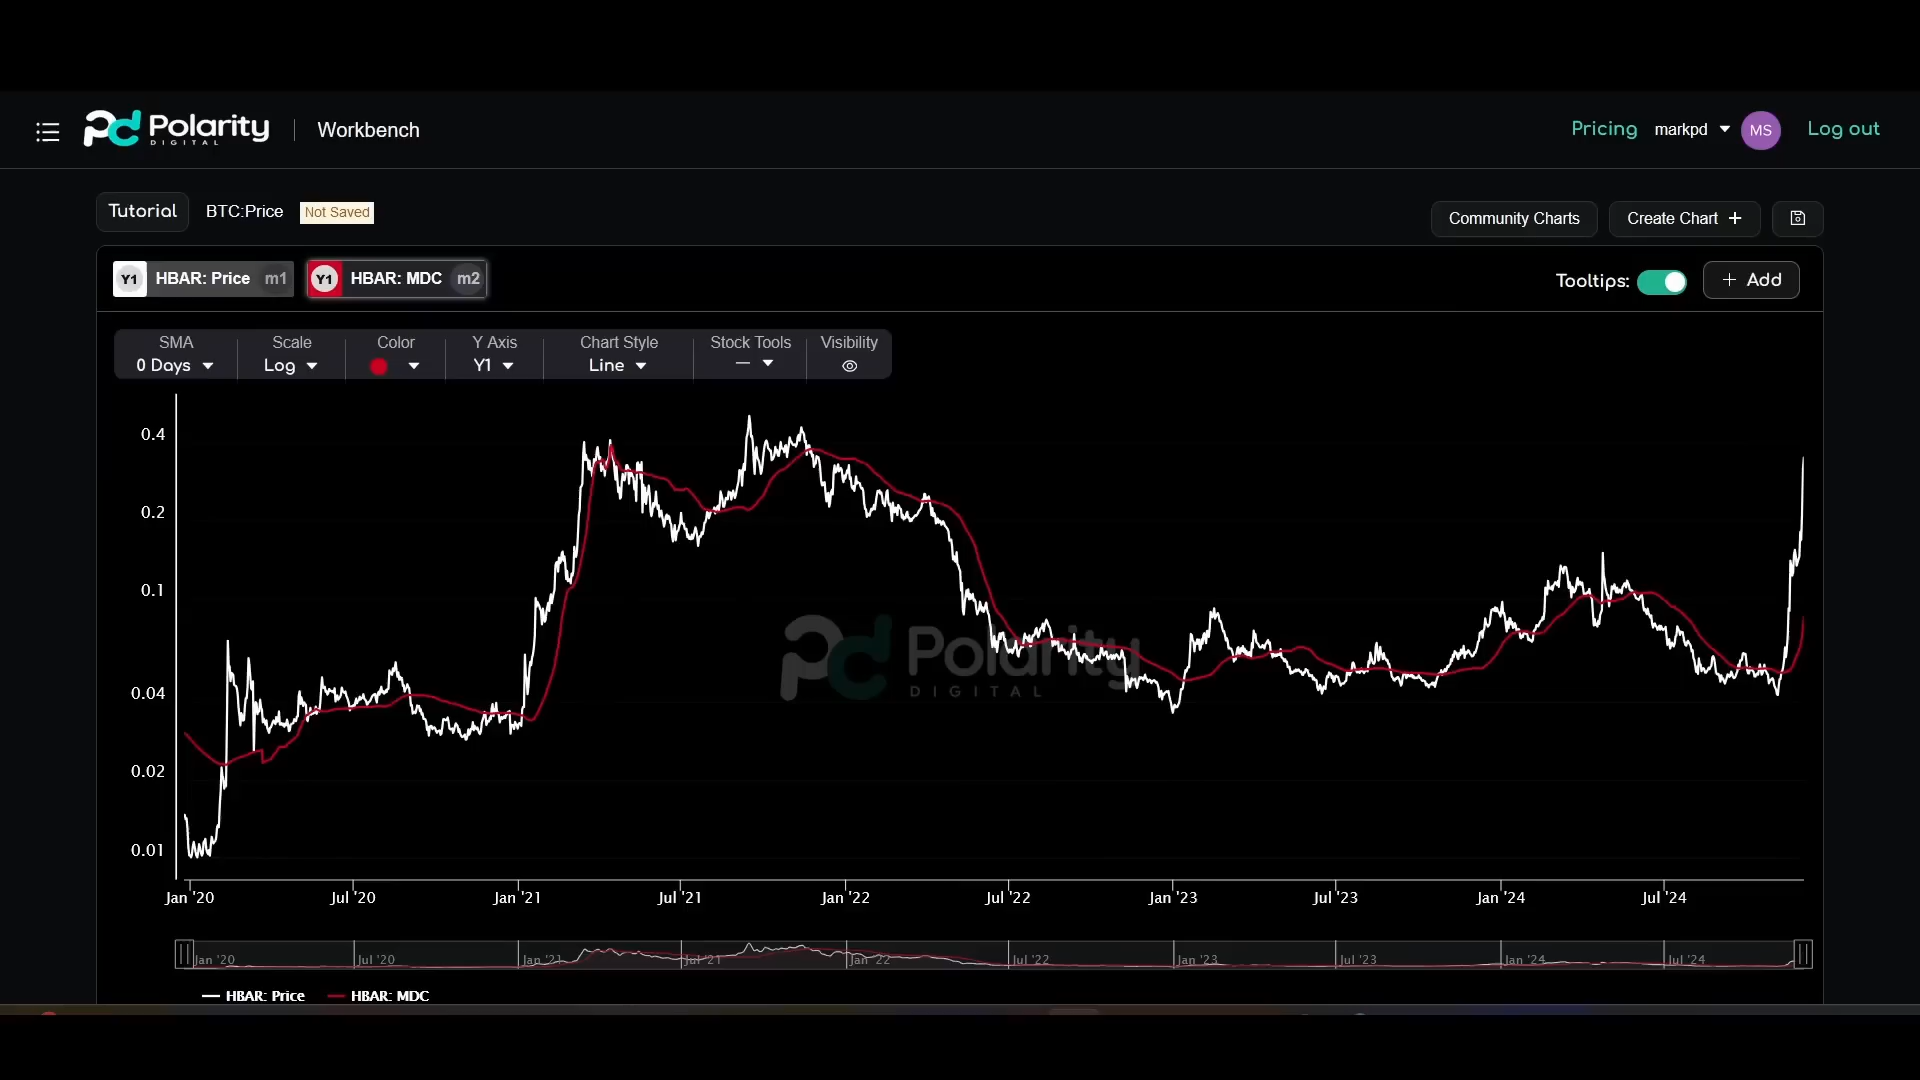 Polarity
DIGITAL
Workbench
Pricing markpd MS Log out
Tutorial BTC:Price Not Saved
Community Charts Create Chart +
Y1 HBAR: Price m1 Y1 HBAR: MDC m2
Tooltips: + Add
SMA Scale Color Y Axis Chart Style Stock Tools Visibility
0 Days Log Y1 Line —
0.4
0.2
0.1
0.04
0.02
0.01
Polarity
DIGITAL
Jan '20 Jul '20 Jan '21 Jul '21 Jan '22 Jul '22 Jan '23 Jul '23 Jan '24 Jul '24
Jan '20 Jul '20 Jan '21 Jul '21 Jan '22 Jul '22 Jan '23 Jul '23 Jan '24 Jul '24
HBAR: Price HBAR: MDC